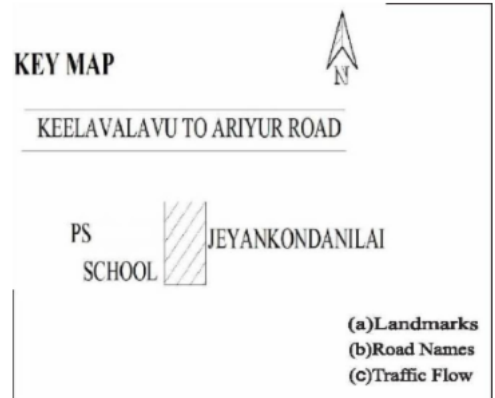 N
KEY MAP
KEELAVALAVU TO ARIYUR ROAD
PS
SCHOOL
JEYANKONDANILAI
(a)Landmarks
(b)Road Names
(c)Traffic Flow